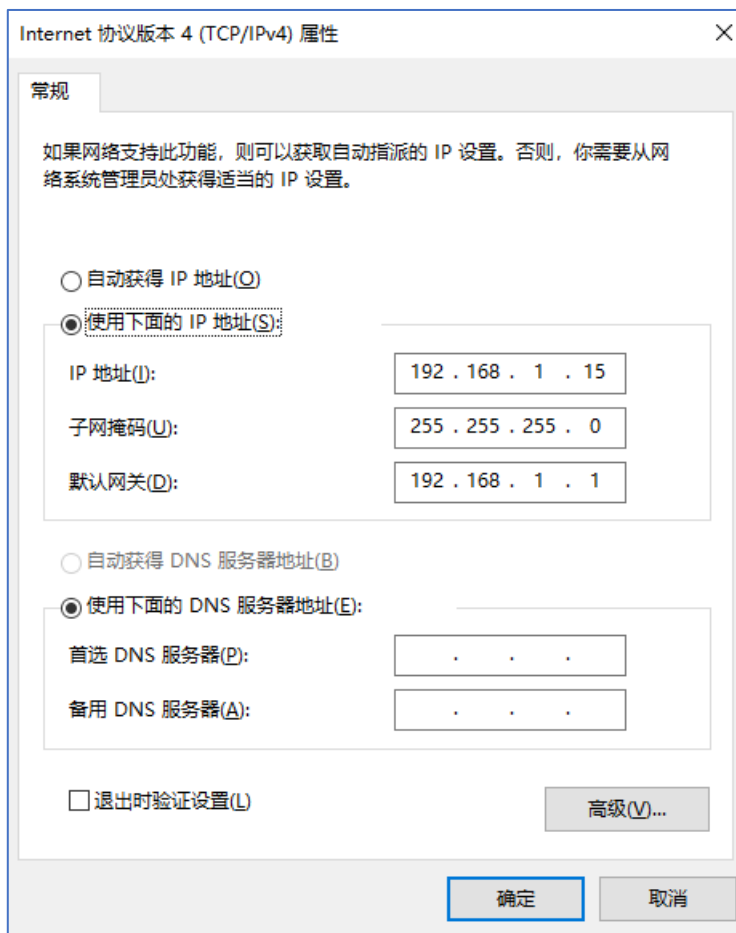 Internet 协议版本 4 (TCP/IPv4) 属性
常规
如果网络支持此功能，则可以获取自动指派的 IP 设置。否则，你需要从网
络系统管理员处获得适当的 IP 设置。
自动获得 IP 地址(O)
使用下面的 IP 地址(S):
IP 地址(I): 192 . 168 . 1 . 15
子网掩码(U): 255 . 255 . 255 . 0
默认网关(D): 192 . 168 . 1 . 1
自动获得 DNS 服务器地址(B)
使用下面的 DNS 服务器地址(E):
首选 DNS 服务器(P): . . .
备用 DNS 服务器(A): . . .
退出时验证设置(L)
高级(V)...
确定 取消